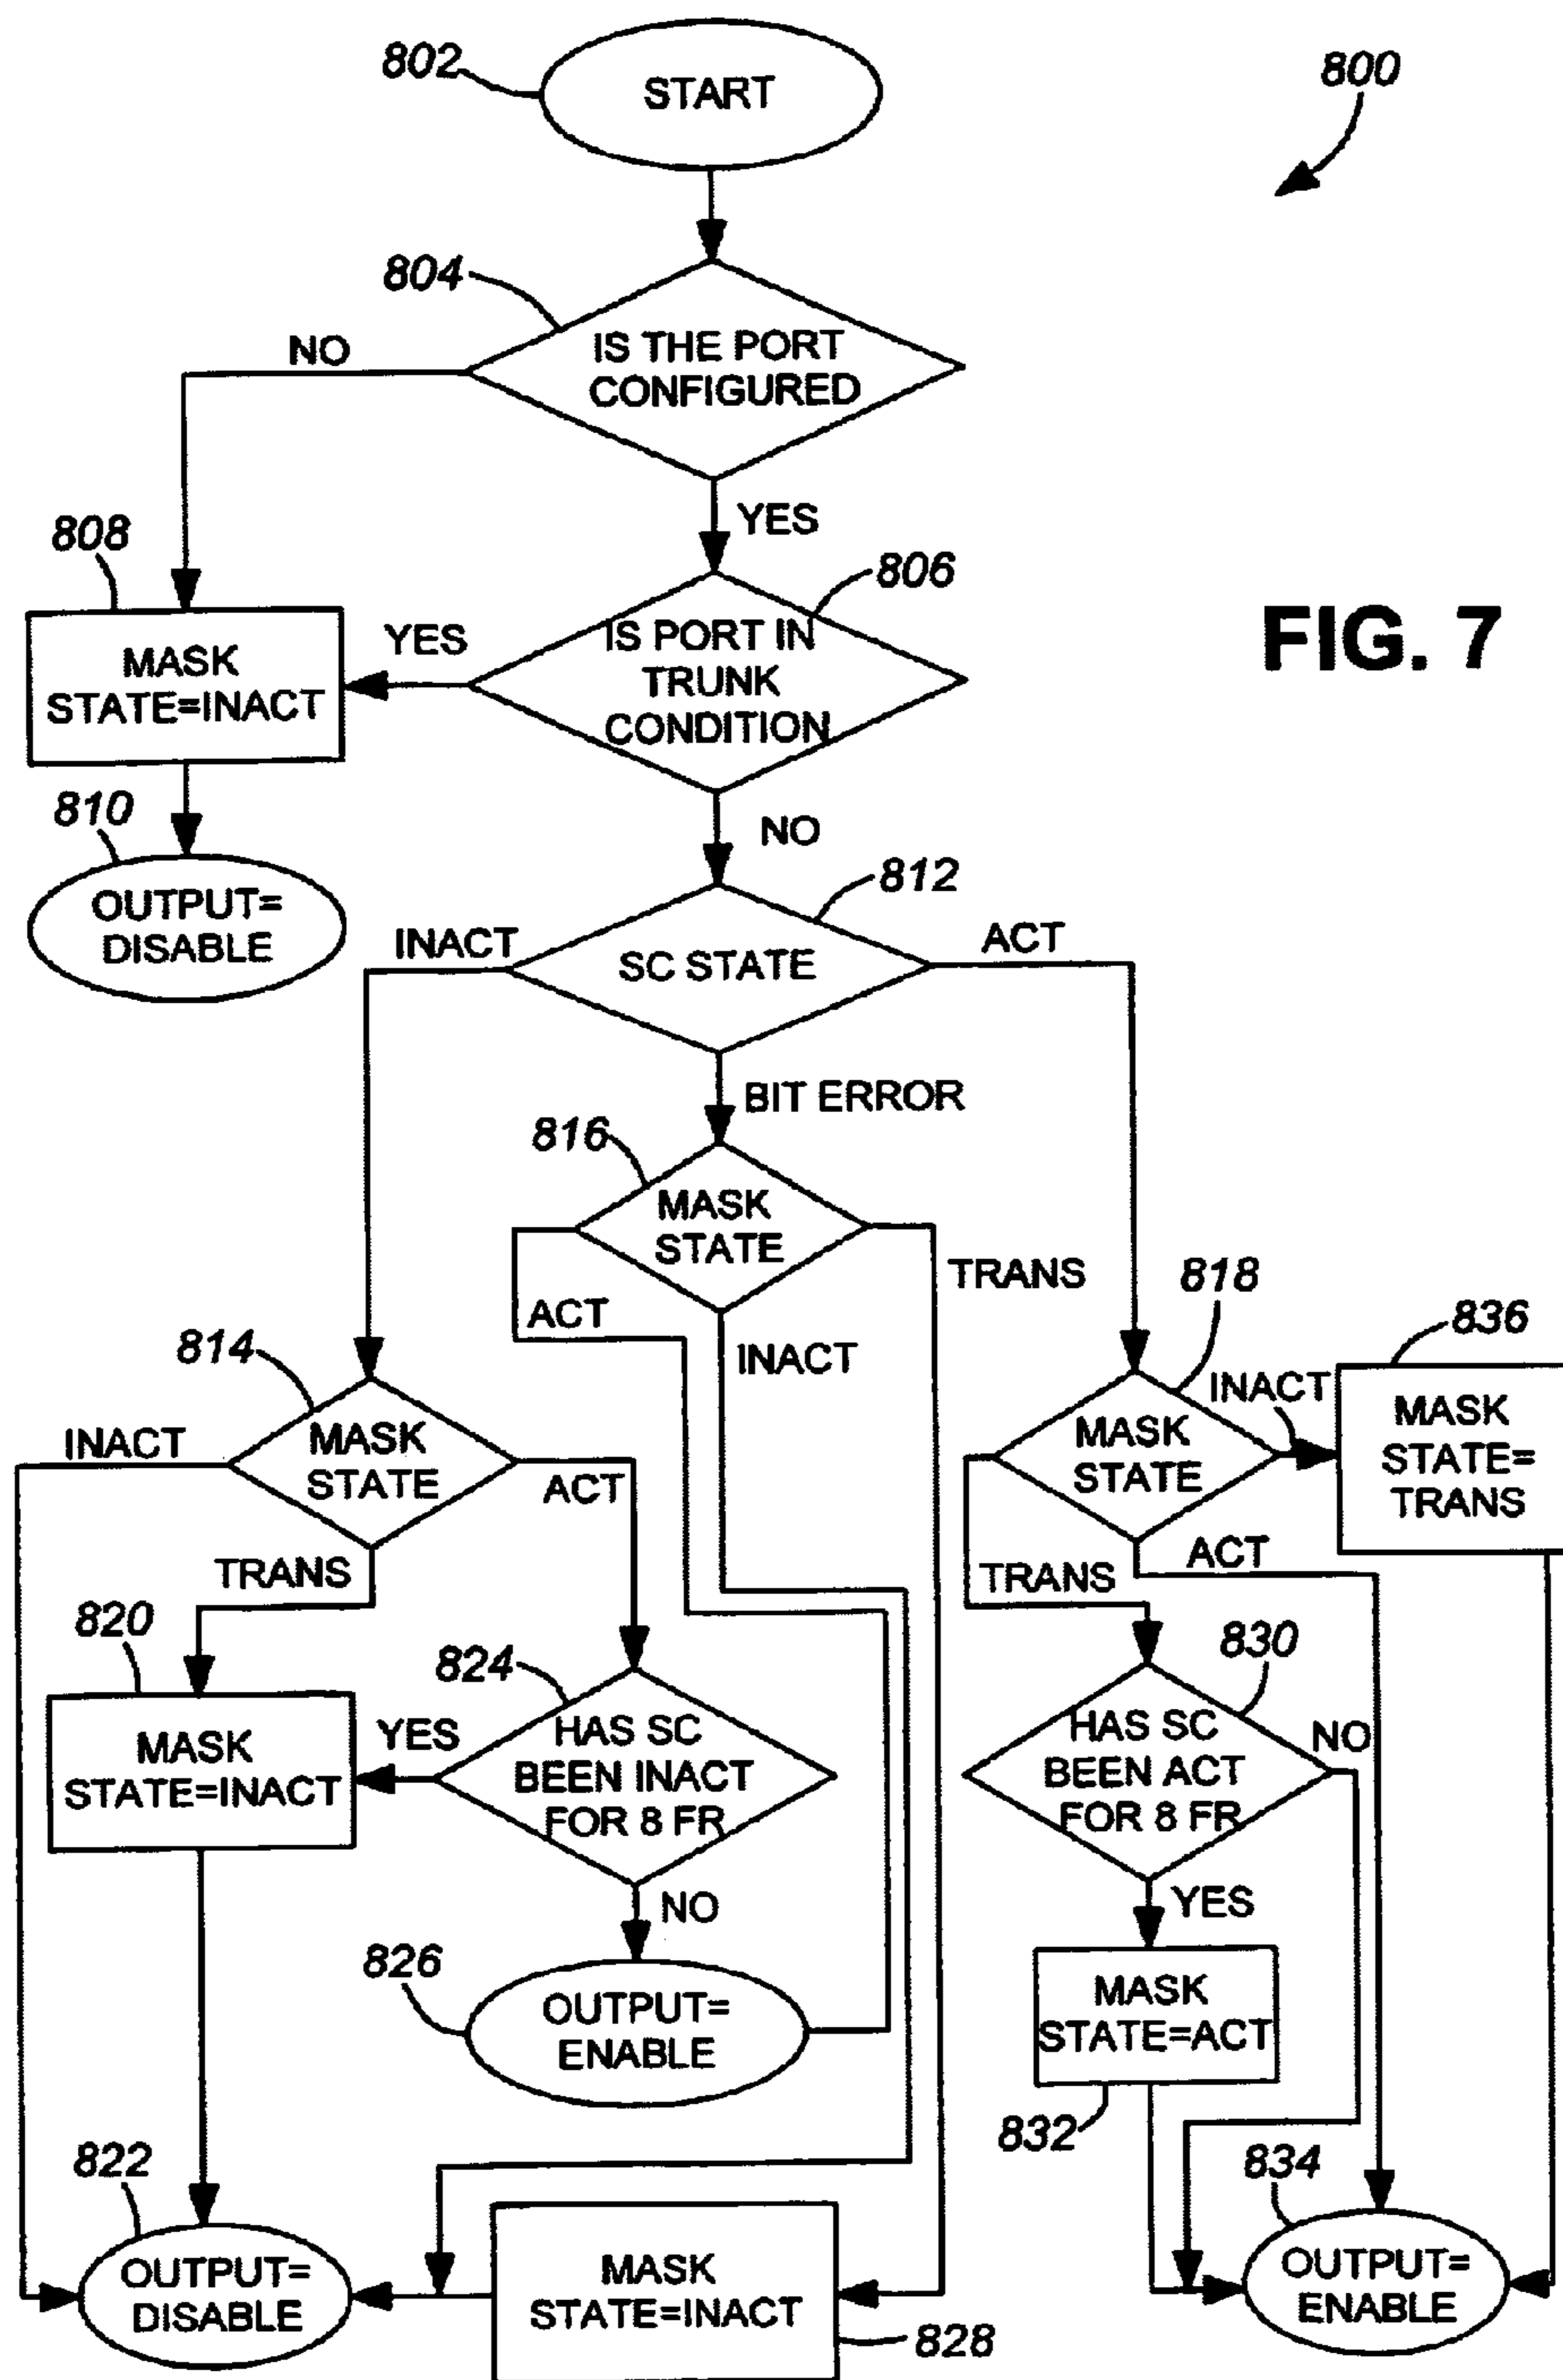 802
START
800
804
IS THE PORT
CONFIGURED
NO
YES
808
806
MASK
STATE=INACT
YES
IS PORT IN
TRUNK
CONDITION
FIG. 7
810
NO
OUTPUT=
DISABLE
812
INACT
SC STATE
ACT
BIT ERROR
816
MASK
STATE
TRANS
818
ACT
INACT
836
814
INACT
MASK
STATE
INACT
MASK
STATE
MASK
STATE=
TRANS
ACT
TRANS
TRANS
ACT
820
824
830
MASK
STATE=INACT
YES
HAS SC
BEEN INACT
FOR 8 FR
HAS SC
BEEN ACT
FOR 8 FR
NO
NO
YES
826
OUTPUT=
ENABLE
MASK
STATE=ACT
832
822
834
OUTPUT=
DISABLE
MASK
STATE=INACT
828
OUTPUT=
ENABLE